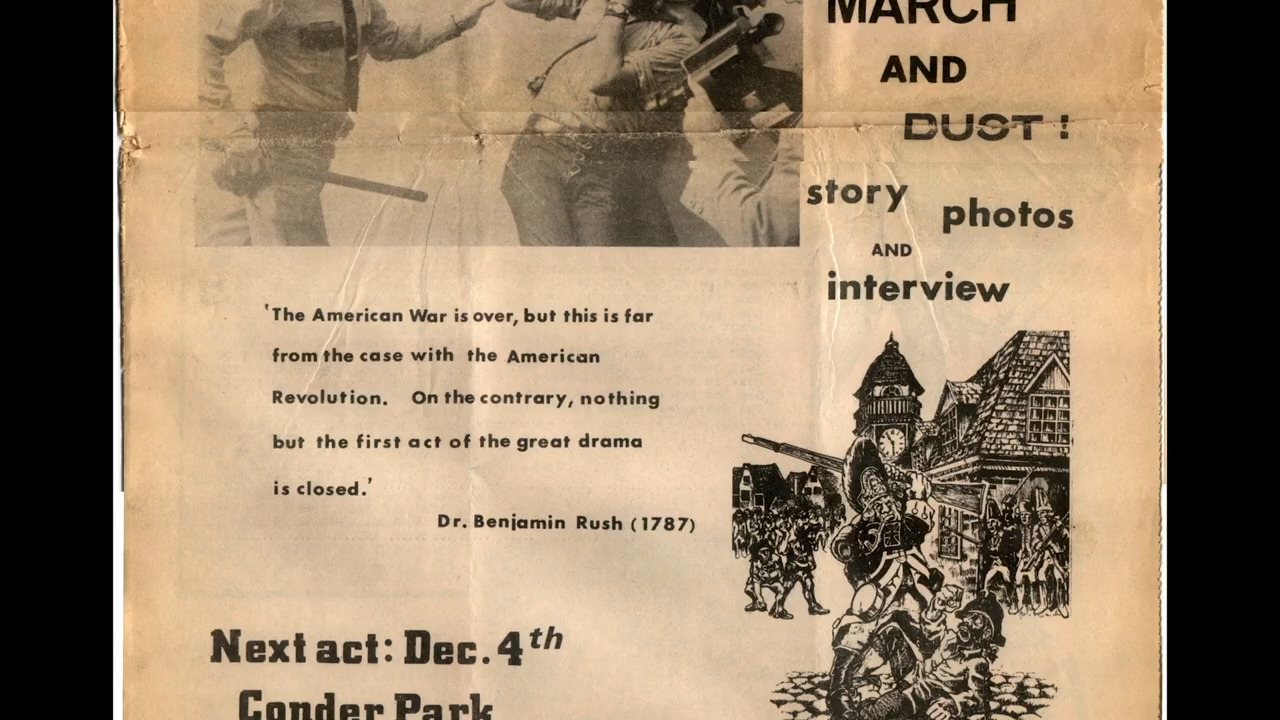 MARCH
AND
DUST !
story
photos
AND
interview
'The American War is over, but this is far
from the case with the American
Revolution. On the contrary, nothing
but the first act of the great drama
is closed.'
Dr. Benjamin Rush (1787)
Next act: Dec. 4th
Conder Park